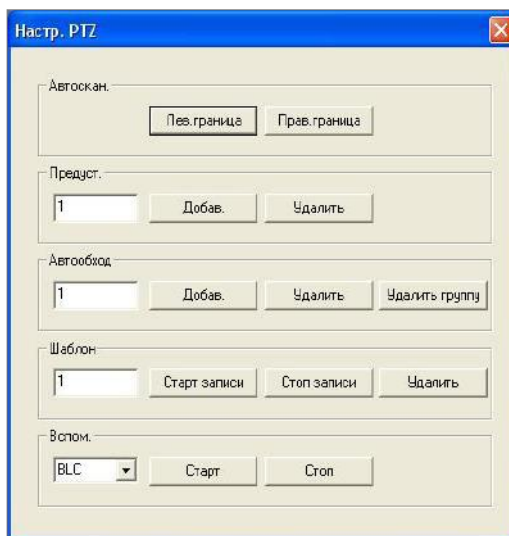 Настр. PTZ
Автоскан.
Лев.граница Прав.граница
Предуст.
1 Добав. Удалить
Автообход
1 Добав. Удалить Удалить группу
Шаблон
1 Старт записи Стоп записи Удалить
Вспом.
BLC Старт Стоп